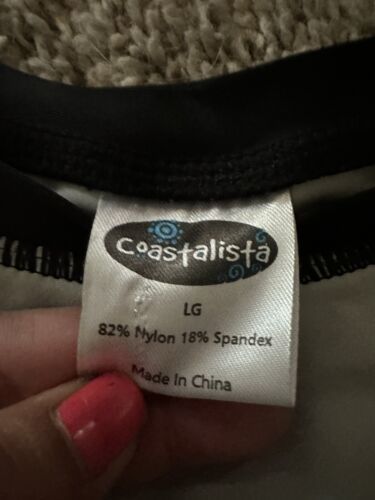 Coastalista
LG
82% Nylon 18% Spandex
Made In China